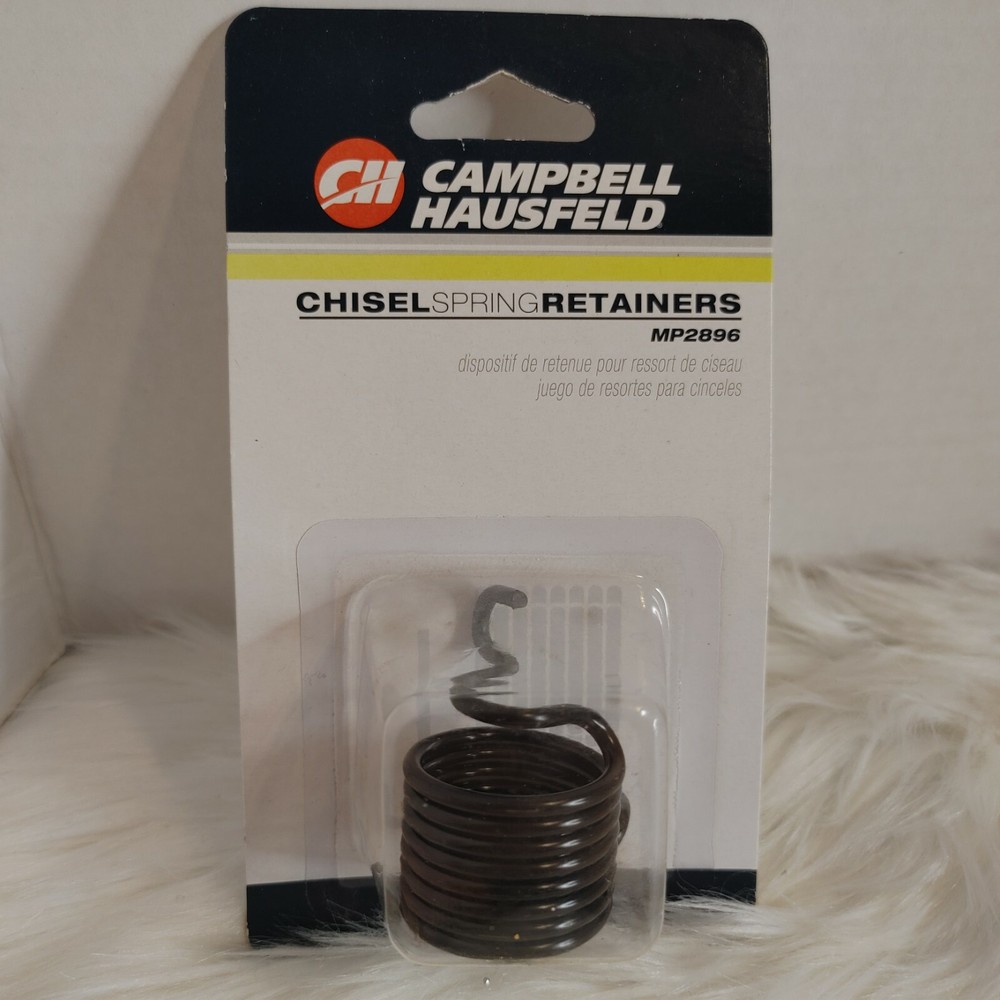 CH CAMPBELL
HAUSFELD
CHISELSPRINGRETAINERS
MP2896
dispositif de retenue pour ressort de ciseau
juego de resortes para cinceles